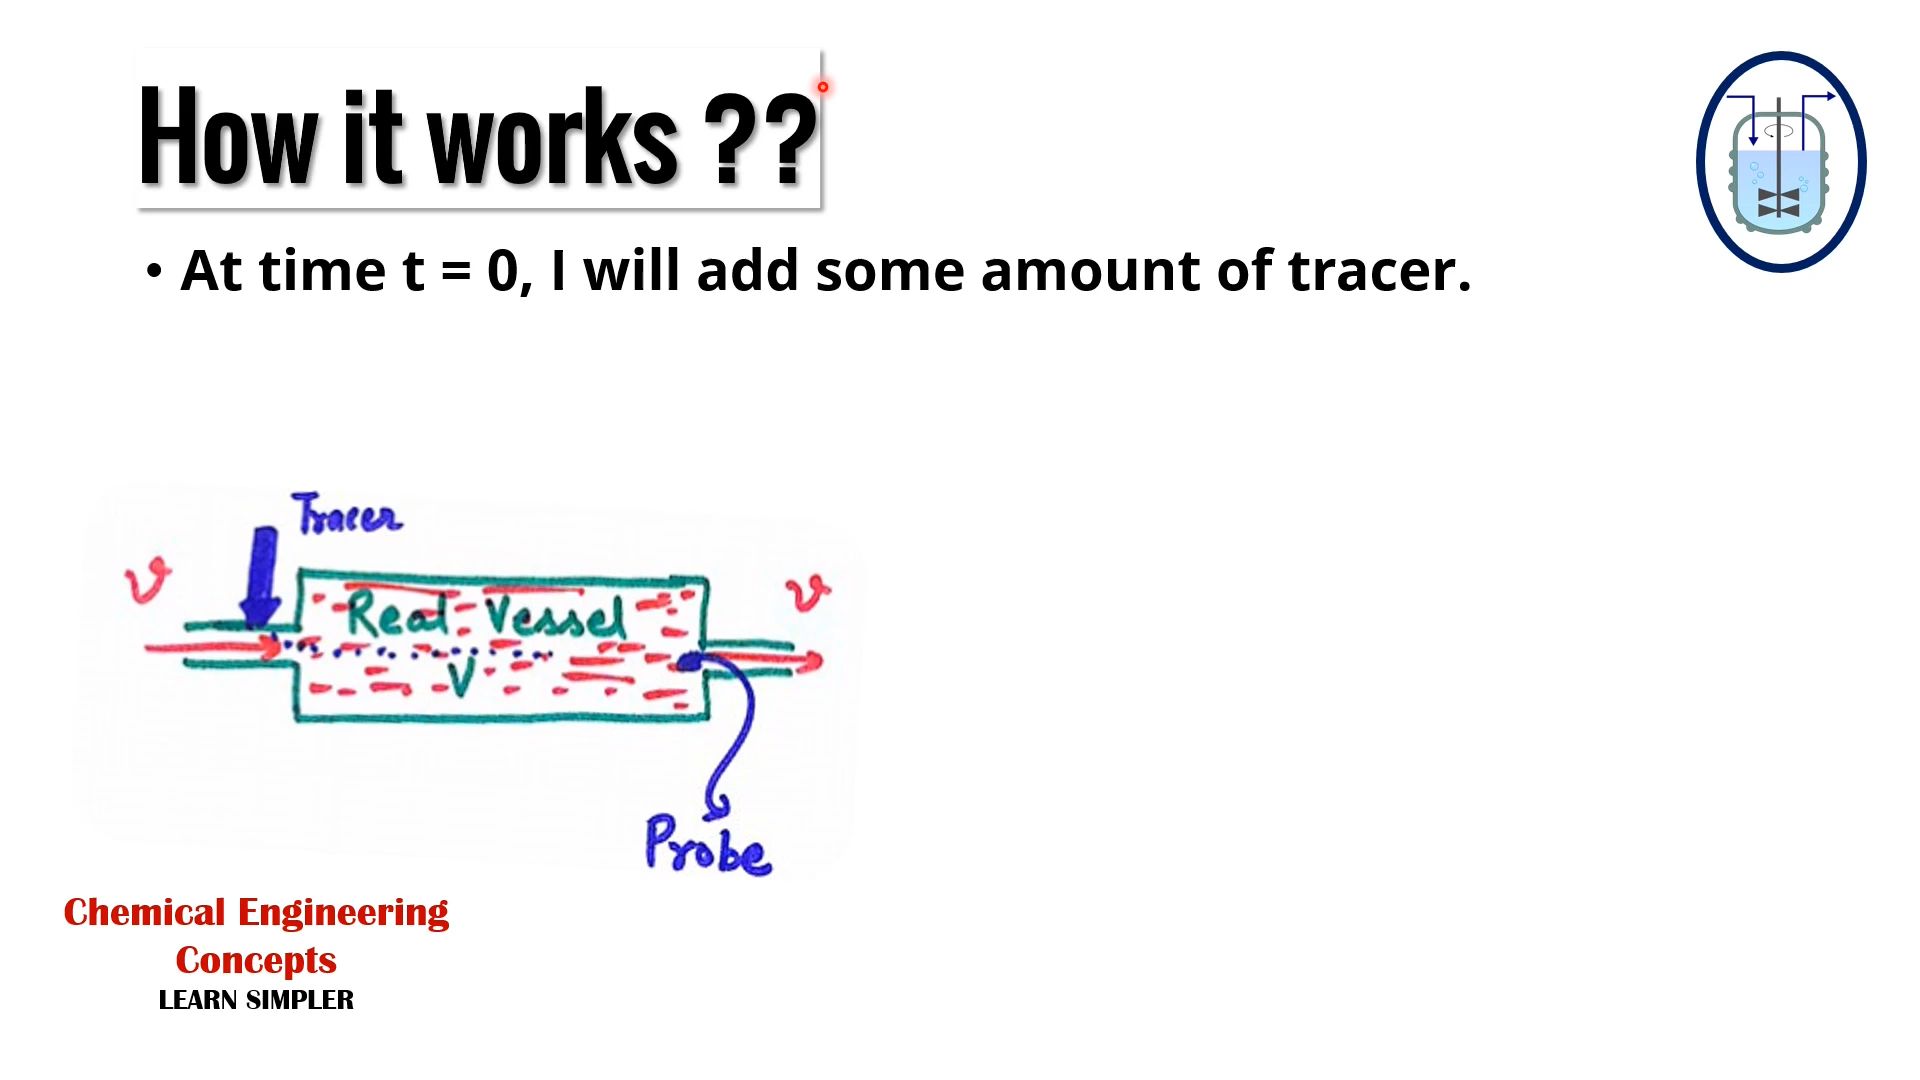 How it works ??
• At time t = 0, I will add some amount of tracer.
Tracer
v
v
Real Vessel
V
Probe
Chemical Engineering
Concepts
LEARN SIMPLER